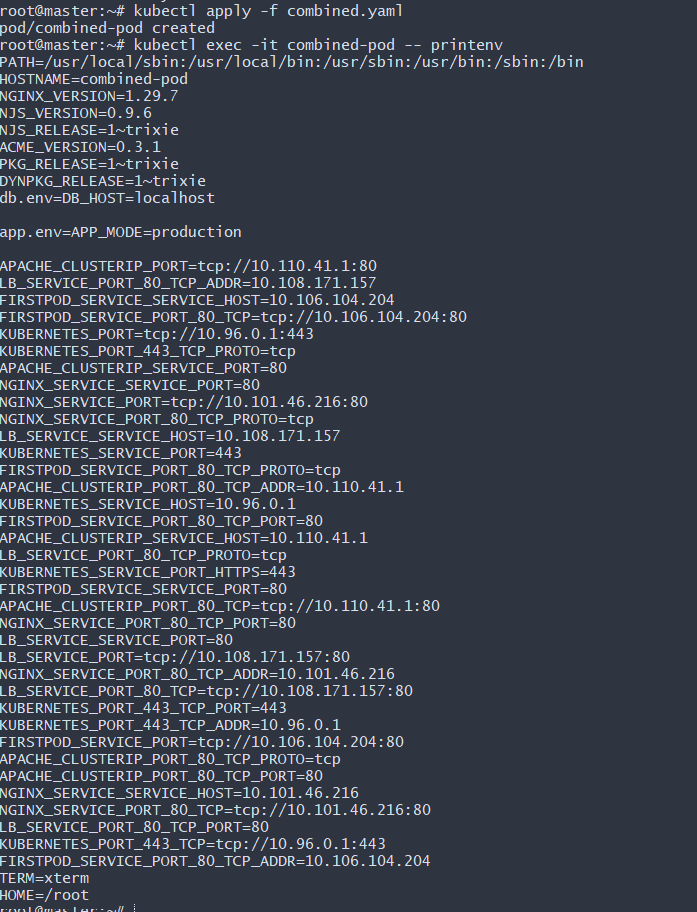 root@master:~# kubectl apply -f combined.yaml
pod/combined-pod created
root@master:~# kubectl exec -it combined-pod -- printenv
PATH=/usr/local/sbin:/usr/local/bin:/usr/sbin:/usr/bin:/sbin:/bin
HOSTNAME=combined-pod
NGINX_VERSION=1.29.7
NJS_VERSION=0.9.6
NJS_RELEASE=1~trixie
ACME_VERSION=0.3.1
PKG_RELEASE=1~trixie
DYNPKG_RELEASE=1~trixie
db.env=DB_HOST=localhost
app.env=APP_MODE=production
APACHE_CLUSTERIP_PORT=tcp://10.110.41.1:80
LB_SERVICE_PORT_80_TCP_ADDR=10.108.171.157
FIRSTPOD_SERVICE_SERVICE_HOST=10.106.104.204
FIRSTPOD_SERVICE_PORT_80_TCP=tcp://10.106.104.204:80
KUBERNETES_PORT=tcp://10.96.0.1:443
KUBERNETES_PORT_443_TCP_PROTO=tcp
APACHE_CLUSTERIP_SERVICE_PORT=80
NGINX_SERVICE_SERVICE_PORT=80
NGINX_SERVICE_PORT=tcp://10.101.46.216:80
NGINX_SERVICE_PORT_80_TCP_PROTO=tcp
LB_SERVICE_SERVICE_HOST=10.108.171.157
KUBERNETES_SERVICE_PORT=443
FIRSTPOD_SERVICE_PORT_80_TCP_PROTO=tcp
APACHE_CLUSTERIP_PORT_80_TCP_ADDR=10.110.41.1
KUBERNETES_SERVICE_HOST=10.96.0.1
FIRSTPOD_SERVICE_PORT_80_TCP_PORT=80
APACHE_CLUSTERIP_SERVICE_HOST=10.110.41.1
LB_SERVICE_PORT_80_TCP_PROTO=tcp
KUBERNETES_SERVICE_PORT_HTTPS=443
FIRSTPOD_SERVICE_SERVICE_PORT=80
APACHE_CLUSTERIP_PORT_80_TCP=tcp://10.110.41.1:80
NGINX_SERVICE_PORT_80_TCP_PORT=80
LB_SERVICE_SERVICE_PORT=80
LB_SERVICE_PORT=tcp://10.108.171.157:80
NGINX_SERVICE_PORT_80_TCP_ADDR=10.101.46.216
LB_SERVICE_PORT_80_TCP=tcp://10.108.171.157:80
KUBERNETES_PORT_443_TCP_PORT=443
KUBERNETES_PORT_443_TCP_ADDR=10.96.0.1
FIRSTPOD_SERVICE_PORT=tcp://10.106.104.204:80
APACHE_CLUSTERIP_PORT_80_TCP_PROTO=tcp
APACHE_CLUSTERIP_PORT_80_TCP_PORT=80
NGINX_SERVICE_SERVICE_HOST=10.101.46.216
NGINX_SERVICE_PORT_80_TCP=tcp://10.101.46.216:80
LB_SERVICE_PORT_80_TCP_PORT=80
KUBERNETES_PORT_443_TCP=tcp://10.96.0.1:443
FIRSTPOD_SERVICE_PORT_80_TCP_ADDR=10.106.104.204
TERM=xterm
HOME=/root
root@master:~#